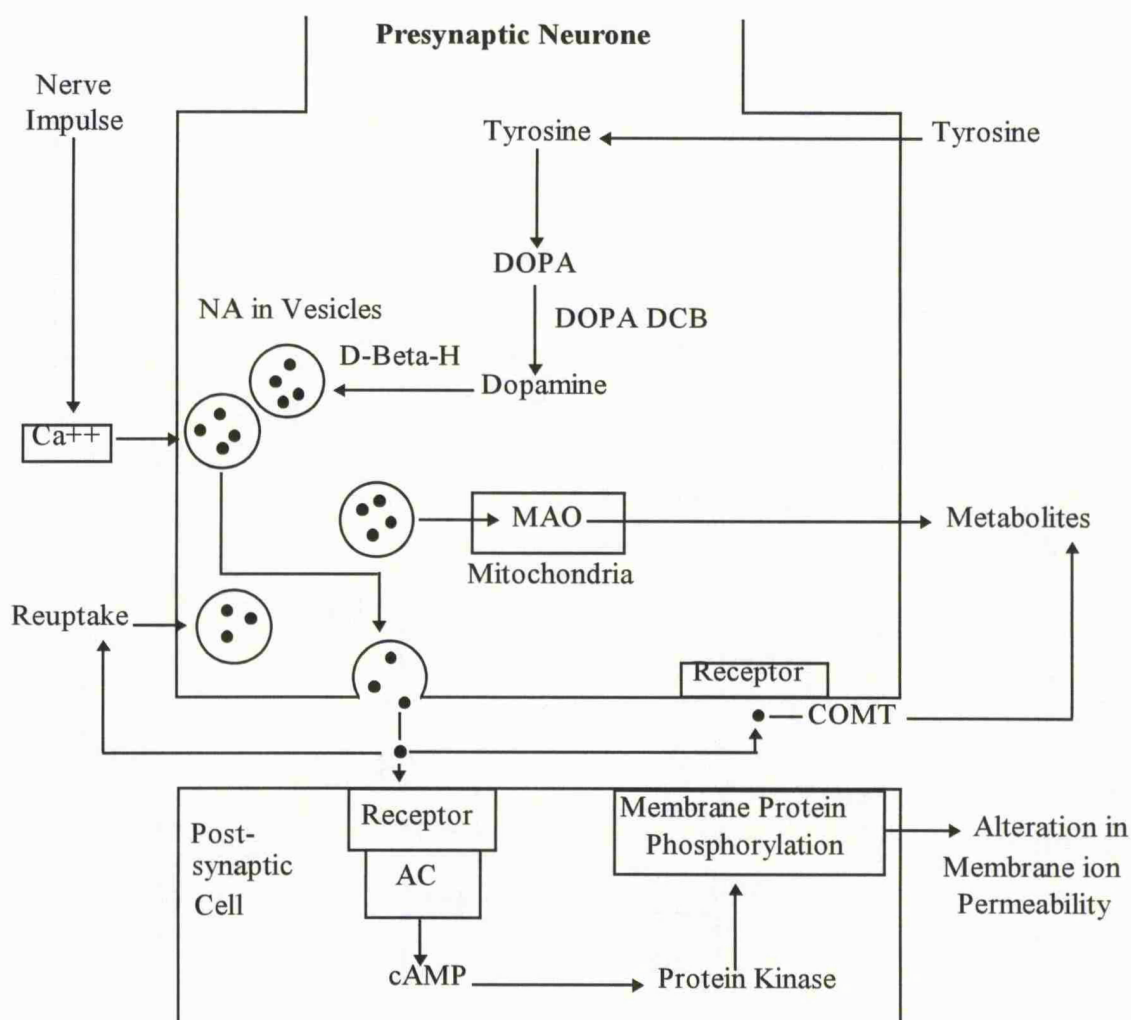 Presynaptic Neurone
Nerve
Impulse
Tyrosine
Tyrosine
DOPA
DOPA DCB
NA in Vesicles
D-Beta-H
Dopamine
Ca++
MAO
Metabolites
Mitochondria
Reuptake
Receptor
COMT
Post-
synaptic
Cell
Receptor
AC
cAMP
Membrane Protein
Phosphorylation
Protein Kinase
Alteration in
Membrane ion
Permeability